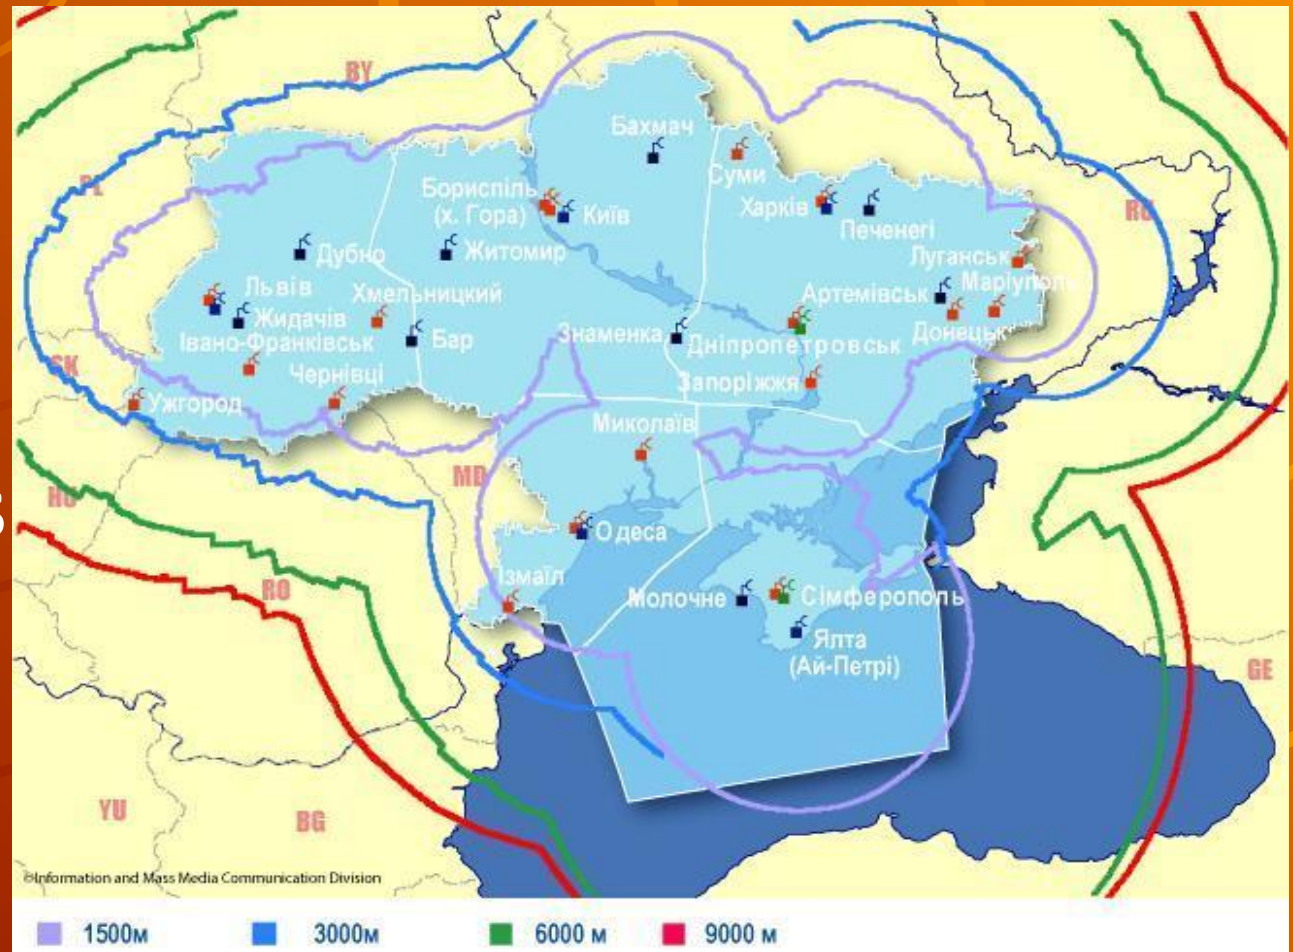 BY
Бахмач
PL
Суми
RU
Бориспіль
(х. Гора)
Київ
Харків
Печенегі
Дубно
Житомир
Луганськ
Львів
Хмельницкий
Артемівськ
Маріуполь
Жидачів
Знаменка
Дніпропетровськ
Донецьк
Івано-Франківськ
Бар
SK
Чернівці
Запоріжжя
Ужгород
Миколаїв
MD
HU
Одеса
Ізмаїл
RO
Молочне
Сімферополь
Ялта
(Ай-Петрі)
GE
YU
BG
©Information and Mass Media Communication Division
1500м
3000м
6000 м
9000 м